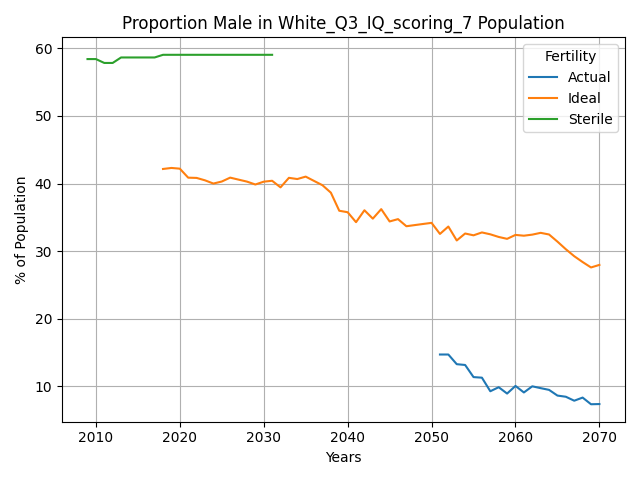 Proportion Male in White_Q3_IQ_scoring_7 Population
Fertility
Actual
Ideal
Sterile
% of Population
60
50
40
30
20
10
2010 2020 2030 2040 2050 2060 2070
Years